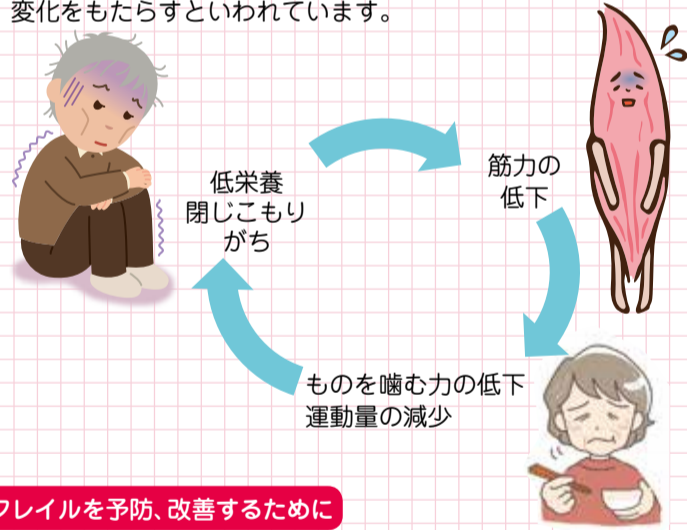 変化をもたらすといわれています。
低栄養
閉じこもり
がち
筋力の
低下
ものを噛む力の低下
運動量の減少
フレイルを予防、改善するために